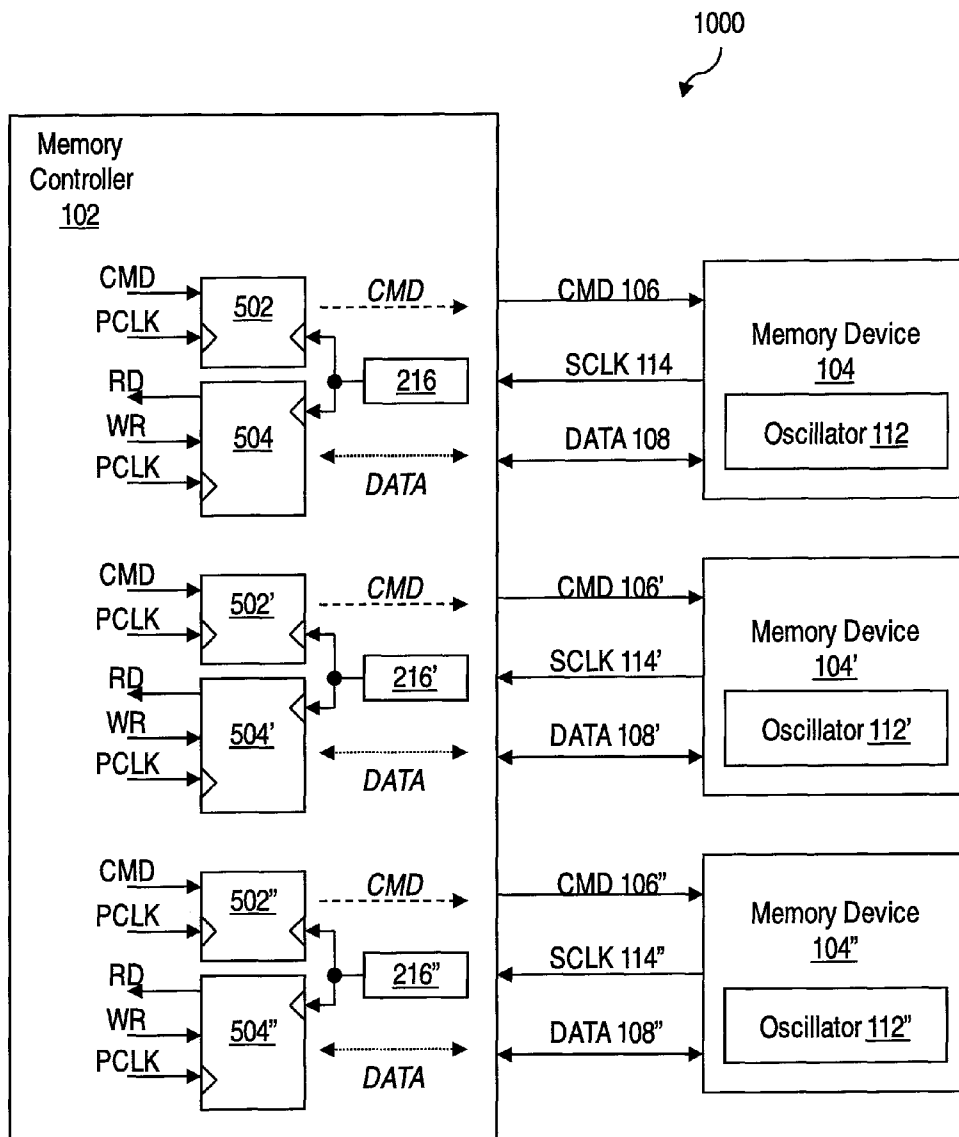 1000
Memory
Controller
102
CMD
PCLK
RD
WR
PCLK
502
504
CMD
216
DATA
CMD 106
SCLK 114
DATA 108
Memory Device
104
Oscillator 112
CMD
PCLK
RD
WR
PCLK
502'
504'
CMD
216'
DATA
CMD 106'
SCLK 114'
DATA 108'
Memory Device
104'
Oscillator 112'
CMD
PCLK
RD
WR
PCLK
502”
504”
CMD
216”
DATA
CMD 106”
SCLK 114”
DATA 108”
Memory Device
104”
Oscillator 112”